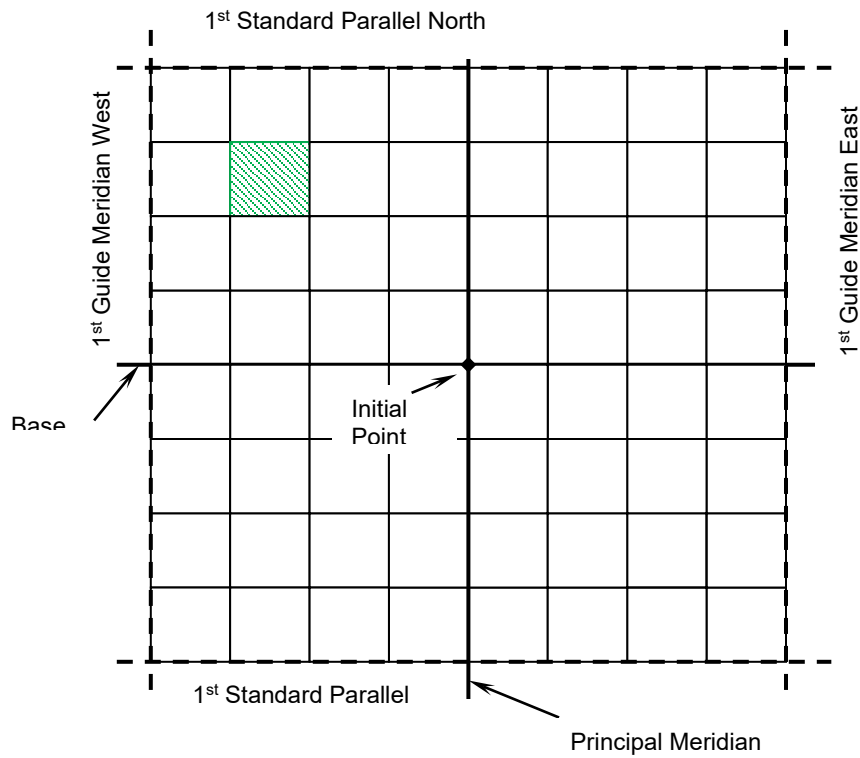 1st Standard Parallel North
1st Guide Meridian West
1st Guide Meridian East
Base
Initial
Point
1st Standard Parallel
Principal Meridian